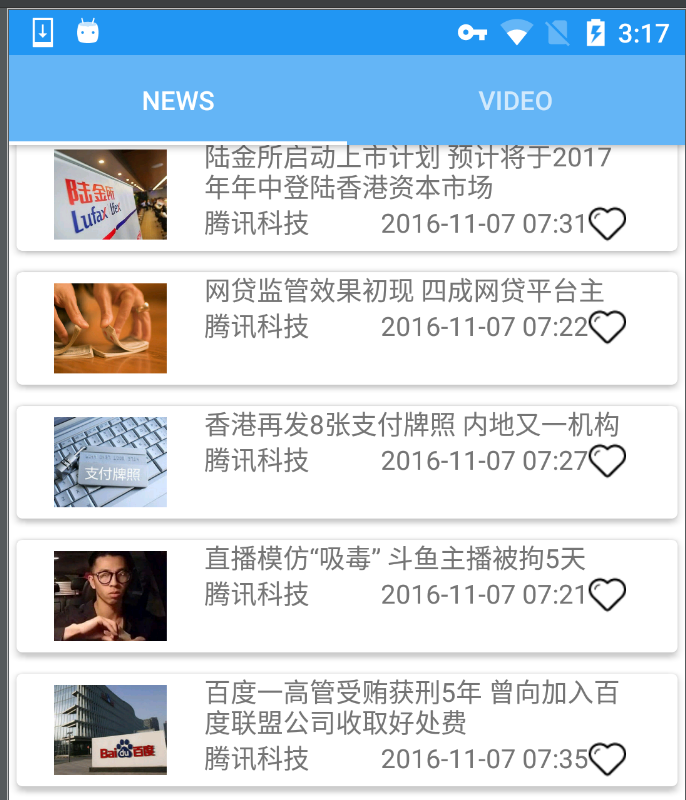 3:17
NEWS
VIDEO
陆金所启动上市计划 预计将于2017
年年中登陆香港资本市场
腾讯科技
2016-11-07 07:31
陆金所
Lufax
网贷监管效果初现 四成网贷平台主
腾讯科技
2016-11-07 07:22
香港再发8张支付牌照 内地又一机构
腾讯科技
2016-11-07 07:27
支付牌照
直播模仿“吸毒” 斗鱼主播被拘5天
腾讯科技
2016-11-07 07:21
百度一高管受贿获刑5年 曾向加入百
度联盟公司收取好处费
腾讯科技
2016-11-07 07:35
Bai du 百度